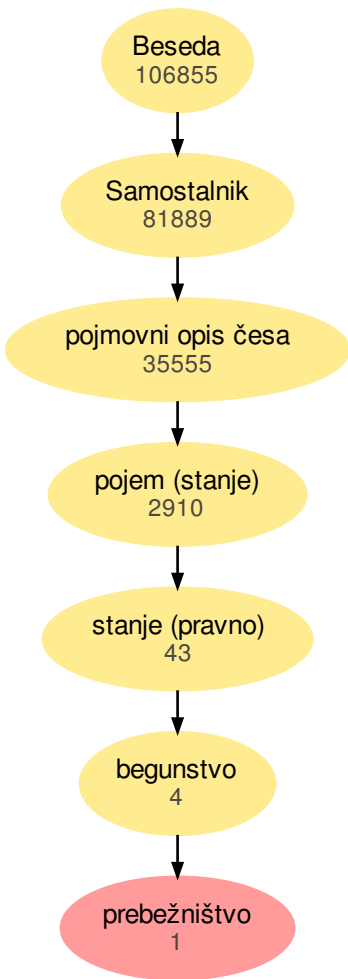 Beseda
106855
Samostalnik
81889
pojmovni opis česa
35555
pojem (stanje)
2910
stanje (pravno)
43
begunstvo
4
prebežništvo
1